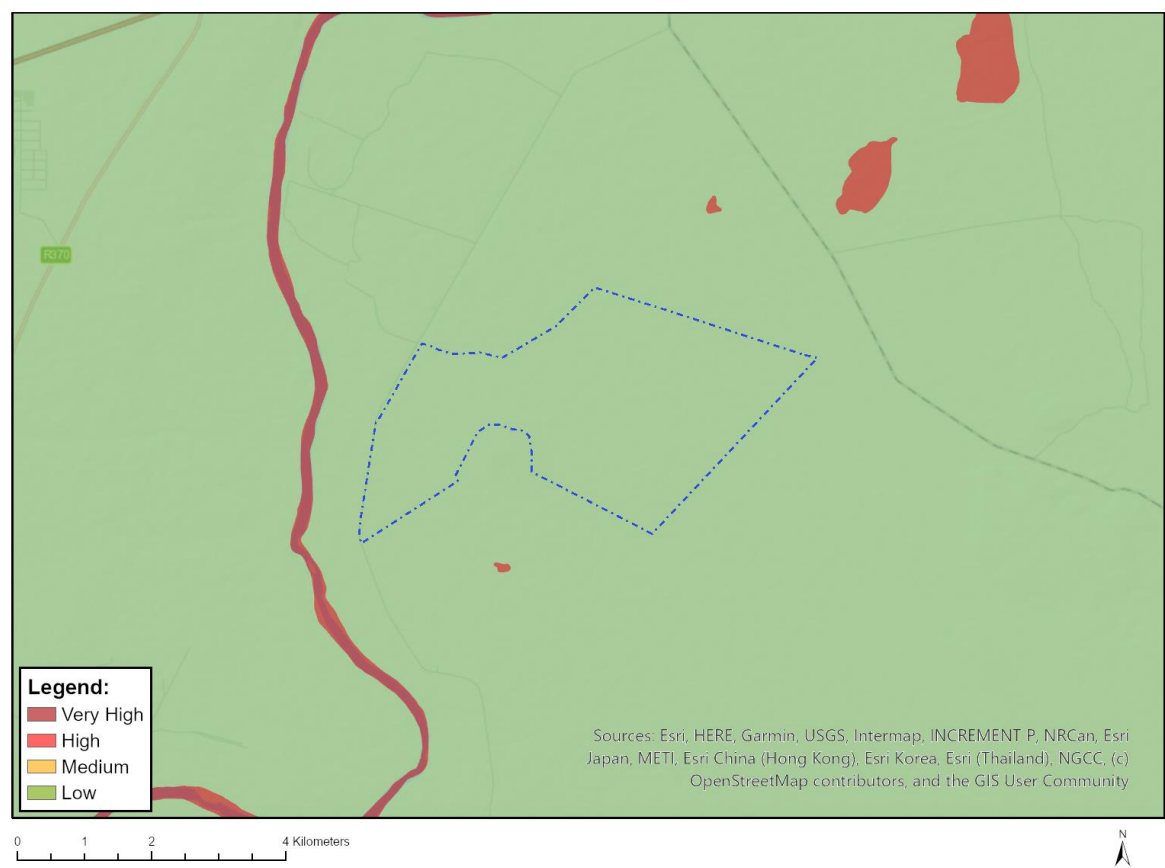 R370
Legend:
Very High
High
Medium
Low
Sources: Esri, HERE, Garmin, USGS, Intermap, INCREMENT P, NRCan, Esri
Japan, METI, Esri China (Hong Kong), Esri Korea, Esri (Thailand), NGCC, (c)
OpenStreetMap contributors, and the GIS User Community
0 1 2 4 Kilometers
N